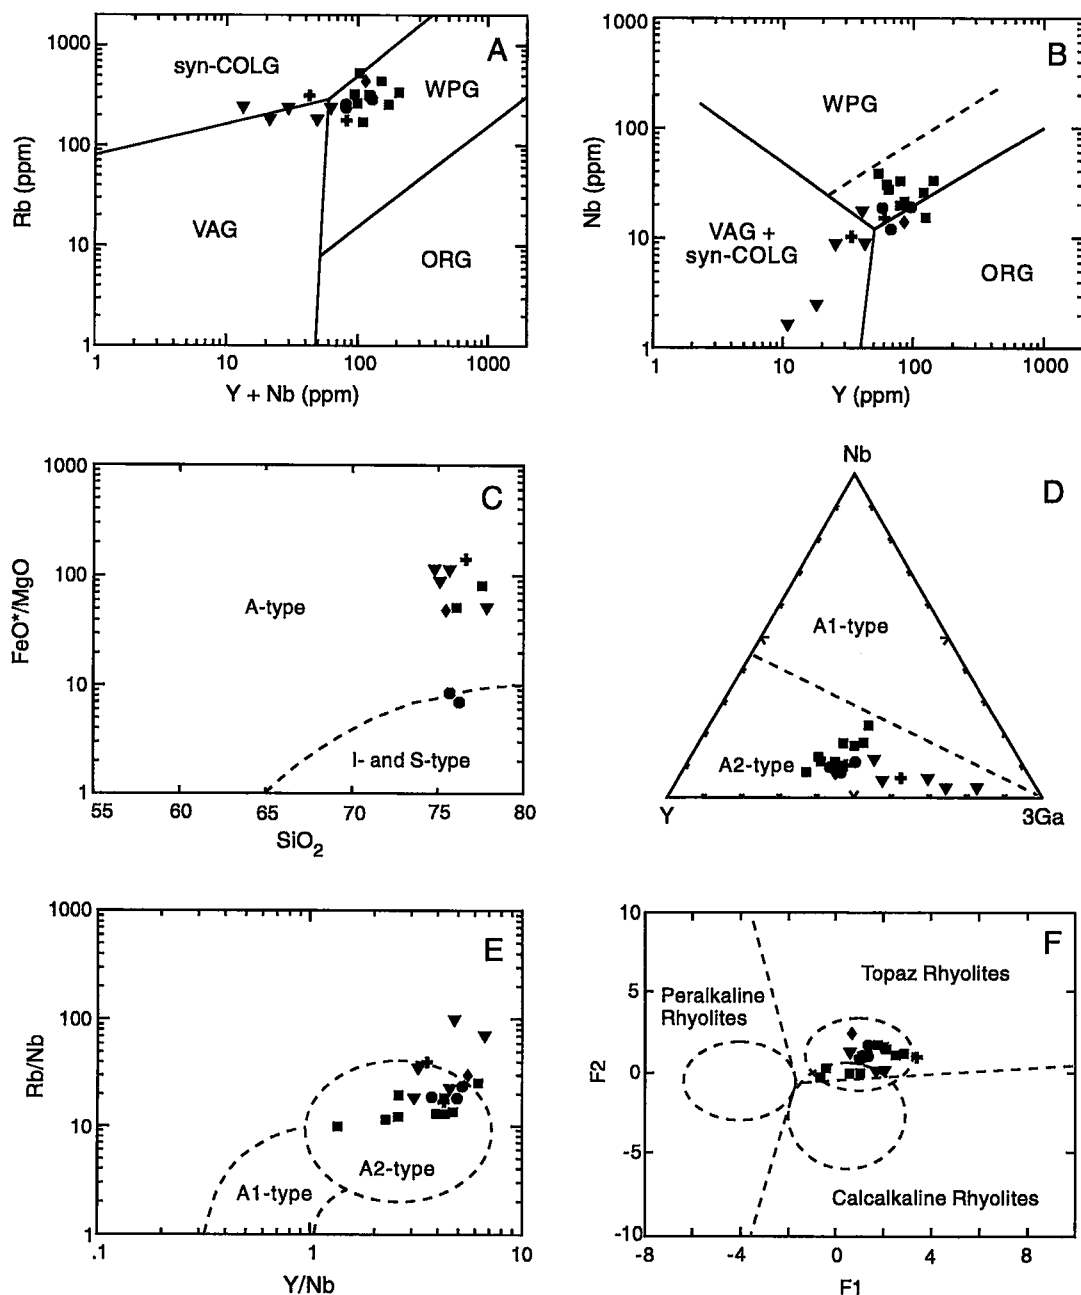 A
1000
100
10
1
Rb (ppm)
syn-COLG
WPG
VAG
ORG
1 10 100 1000
Y + Nb (ppm)
B
1000
100
10
1
Nb (ppm)
WPG
VAG +
syn-COLG
ORG
1 10 100 1000
Y (ppm)
C
1000
100
10
1
FeO*/MgO
A-type
I- and S-type
55 60 65 70 75 80
SiO2
D
Nb
A1-type
A2-type
Y 3Ga
E
1000
100
10
1
Rb/Nb
A2-type
A1-type
.1 1 10
Y/Nb
F
10
5
0
-5
-10
F2
Topaz Rhyolites
Peralkaline
Rhyolites
Calcalkaline Rhyolites
-8 -4 0 4 8
F1